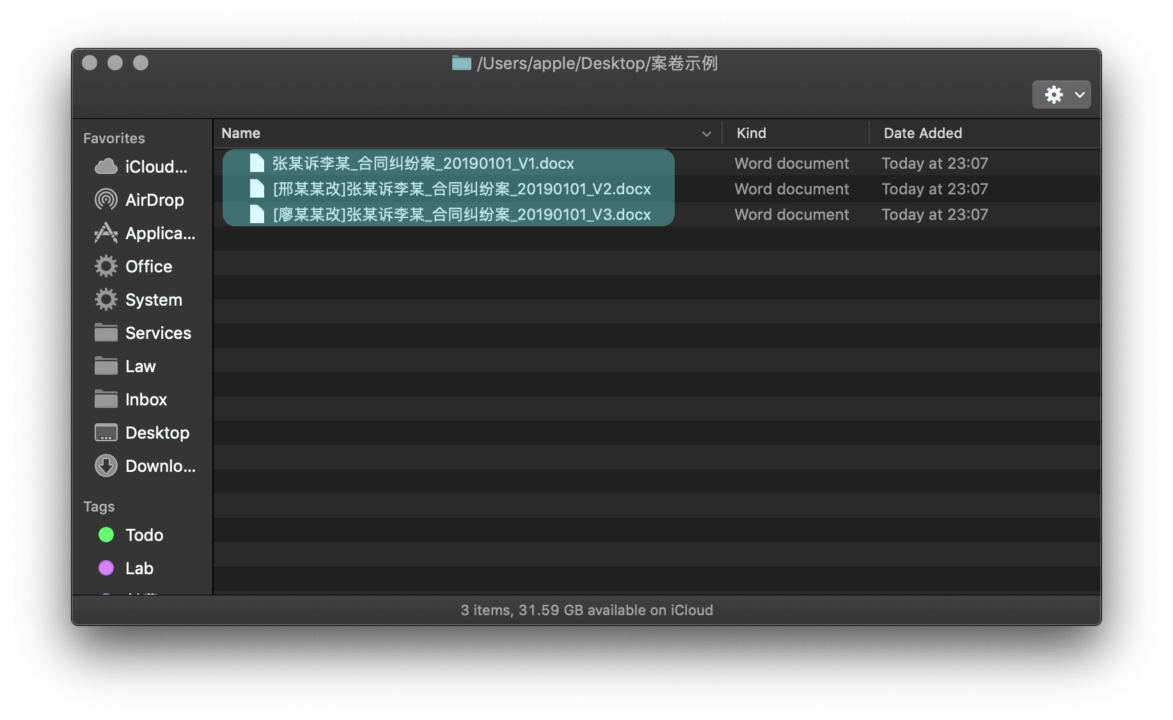 /Users/apple/Desktop/案卷示例
Favorites
iCloud...
AirDrop
Applica...
Office
System
Services
Law
Inbox
Desktop
Downlo...
Tags
Todo
Lab
Name Kind Date Added
张某诉李某_合同纠纷案_20190101_V1.docx Word document Today at 23:07
[邢某某改]张某诉李某_合同纠纷案_20190101_V2.docx Word document Today at 23:07
[廖某某改]张某诉李某_合同纠纷案_20190101_V3.docx Word document Today at 23:07
3 items, 31.59 GB available on iCloud